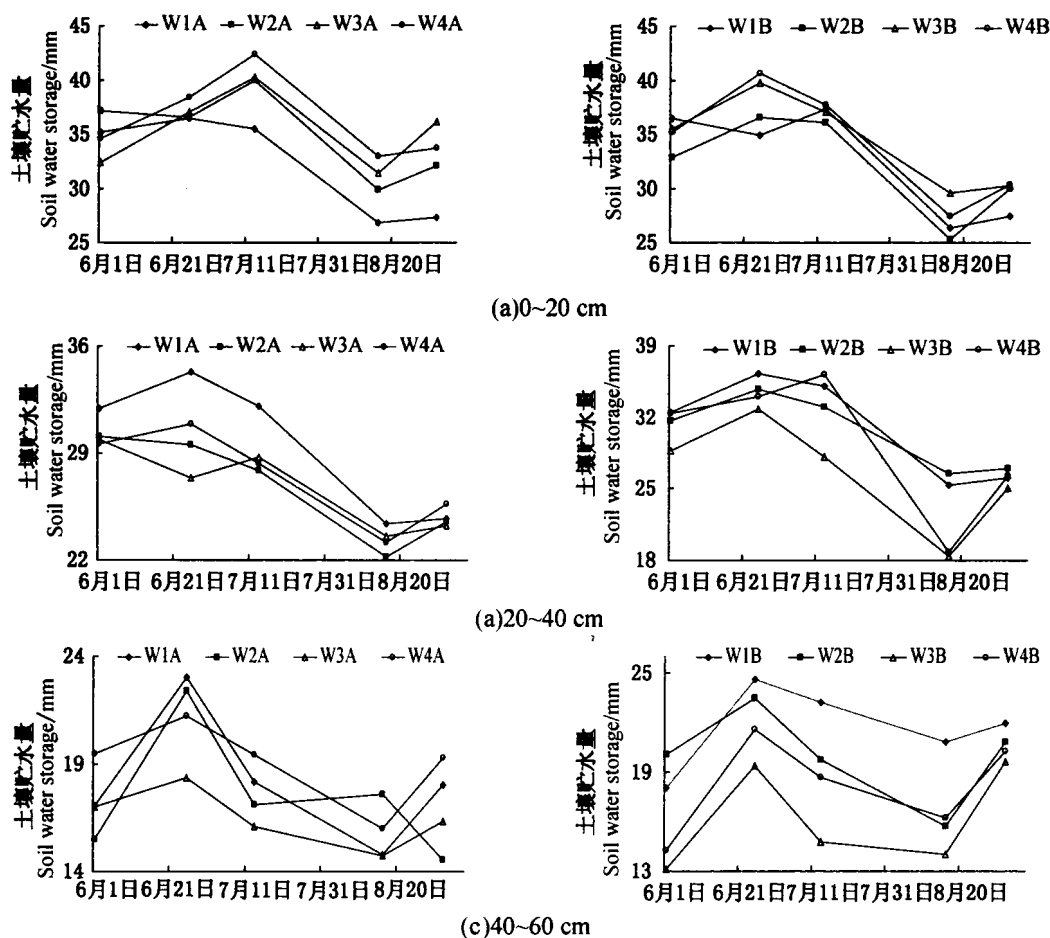 W1A W2A W3A W4A
45
40
35
30
25
土壤贮水量
Soil water storage/mm
6月1日 6月21日 7月11日 7月31日 8月20日
W1B W2B W3B W4B
45
40
35
30
25
土壤贮水量
Soil water storage/mm
6月1日 6月21日 7月11日 7月31日 8月20日
(a)0~20 cm
W1A W2A W3A W4A
36
29
22
土壤贮水量
Soil water storage/mm
6月1日 6月21日 7月11日 7月31日 8月20日
W1B W2B W3B W4B
39
32
25
18
土壤贮水量
Soil water storage/mm
6月1日 6月21日 7月11日 7月31日 8月20日
(a)20~40 cm
W1A W2A W3A W4A
24
19
14
土壤贮水量
Soil water storage/mm
6月1日 6月21日 7月11日 7月31日 8月20日
W1B W2B W3B W4B
25
19
13
土壤贮水量
Soil water storage/mm
6月1日 6月21日 7月11日 7月31日 8月20日
(c)40~60 cm